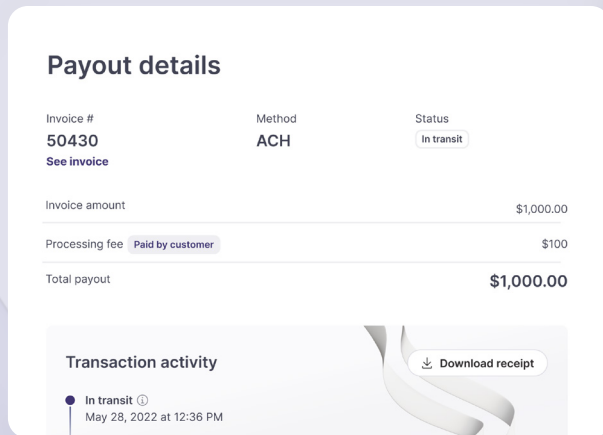 Payout details
Invoice # Method Status
50430 ACH In transit
See invoice
Invoice amount $1,000.00
Processing fee Paid by customer $100
Total payout $1,000.00
Transaction activity Download receipt
In transit
May 28, 2022 at 12:36 PM